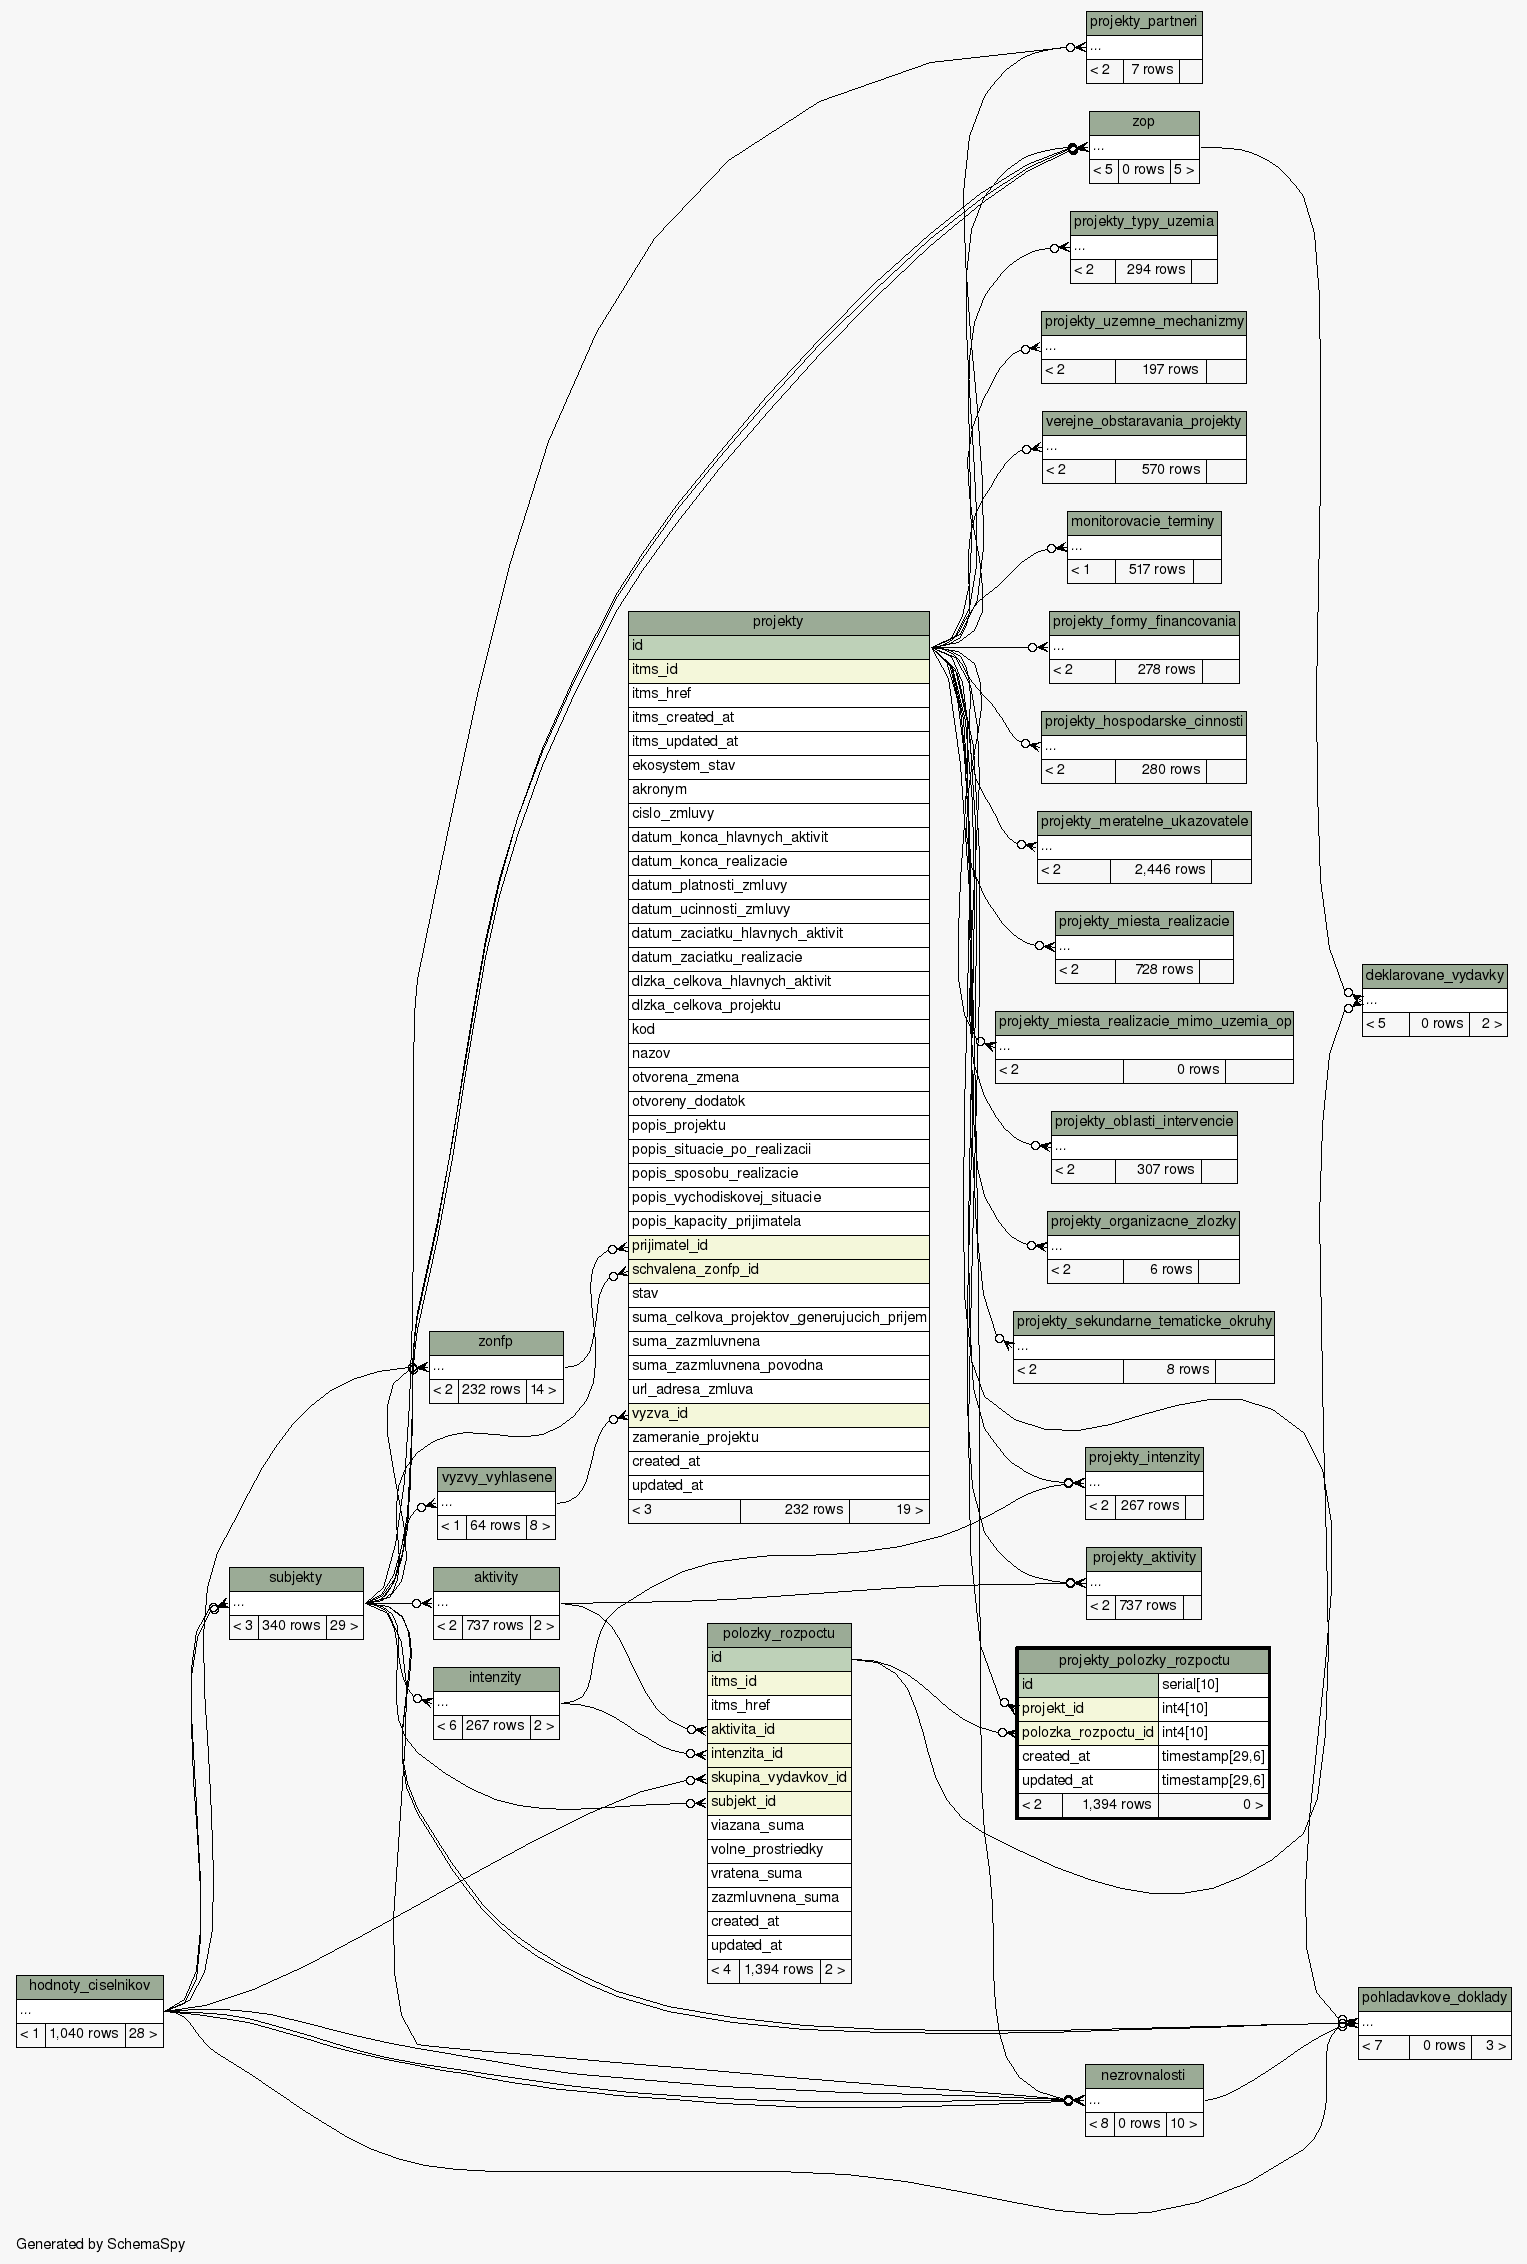 projekty_partneri
...
< 2 7 rows
zop
...
< 5 0 rows 5 >
projekty_typy_uzemia
...
< 2 294 rows
projekty_uzemne_mechanizmy
...
< 2 197 rows
verejne_obstaravania_projekty
...
< 2 570 rows
monitorovacie_terminy
...
< 1 517 rows
projekty_formy_financovania
...
< 2 278 rows
projekty_hospodarske_cinnosti
...
< 2 280 rows
projekty_meratelne_ukazovatele
...
< 2 2,446 rows
projekty_miesta_realizacie
...
< 2 728 rows
projekty_miesta_realizacie_mimo_uzemia_op
...
< 2 0 rows
projekty_oblasti_intervencie
...
< 2 307 rows
projekty_organizacne_zlozky
...
< 2 6 rows
projekty_sekundarne_tematicke_okruhy
...
< 2 8 rows
projekty_intenzity
...
< 2 267 rows
projekty_aktivity
...
< 2 737 rows
projekty
id
itms_id
itms_href
itms_created_at
itms_updated_at
ekosystem_stav
akronym
cislo_zmluvy
datum_konca_hlavnych_aktivit
datum_konca_realizacie
datum_platnosti_zmluvy
datum_ucinnosti_zmluvy
datum_zaciatku_hlavnych_aktivit
datum_zaciatku_realizacie
dlzka_celkova_hlavnych_aktivit
dlzka_celkova_projektu
kod
nazov
otvorena_zmena
otvoreny_dodatok
popis_projektu
popis_situacie_po_realizacii
popis_sposobu_realizacie
popis_vychodiskovej_situacie
popis_kapacity_prijimatela
prijimatel_id
schvalena_zonfp_id
stav
suma_celkova_projektov_generujucich_prijem
suma_zazmluvnena
suma_zazmluvnena_povodna
url_adresa_zmluva
vyzva_id
zameranie_projektu
created_at
updated_at
< 3 232 rows 19 >
deklarovane_vydavky
...
< 5 0 rows 2 >
zonfp
...
< 2 232 rows 14 >
vyzvy_vyhlasene
...
< 1 64 rows 8 >
subjekty
...
< 3 340 rows 29 >
aktivity
...
< 2 737 rows 2 >
intenzity
...
< 6 267 rows 2 >
polozky_rozpoctu
id
itms_id
itms_href
aktivita_id
intenzita_id
skupina_vydavkov_id
subjekt_id
viazana_suma
volne_prostriedky
vratena_suma
zazmluvnena_suma
created_at
updated_at
< 4 1,394 rows 2 >
projekty_polozky_rozpoctu
id serial[10]
projekt_id int4[10]
polozka_rozpoctu_id int4[10]
created_at timestamp[29,6]
updated_at timestamp[29,6]
< 2 1,394 rows 0 >
hodnoty_ciselnikov
...
< 1 1,040 rows 28 >
pohladavkove_doklady
...
< 7 0 rows 3 >
nezrovnalosti
...
< 8 0 rows 10 >
Generated by SchemaSpy